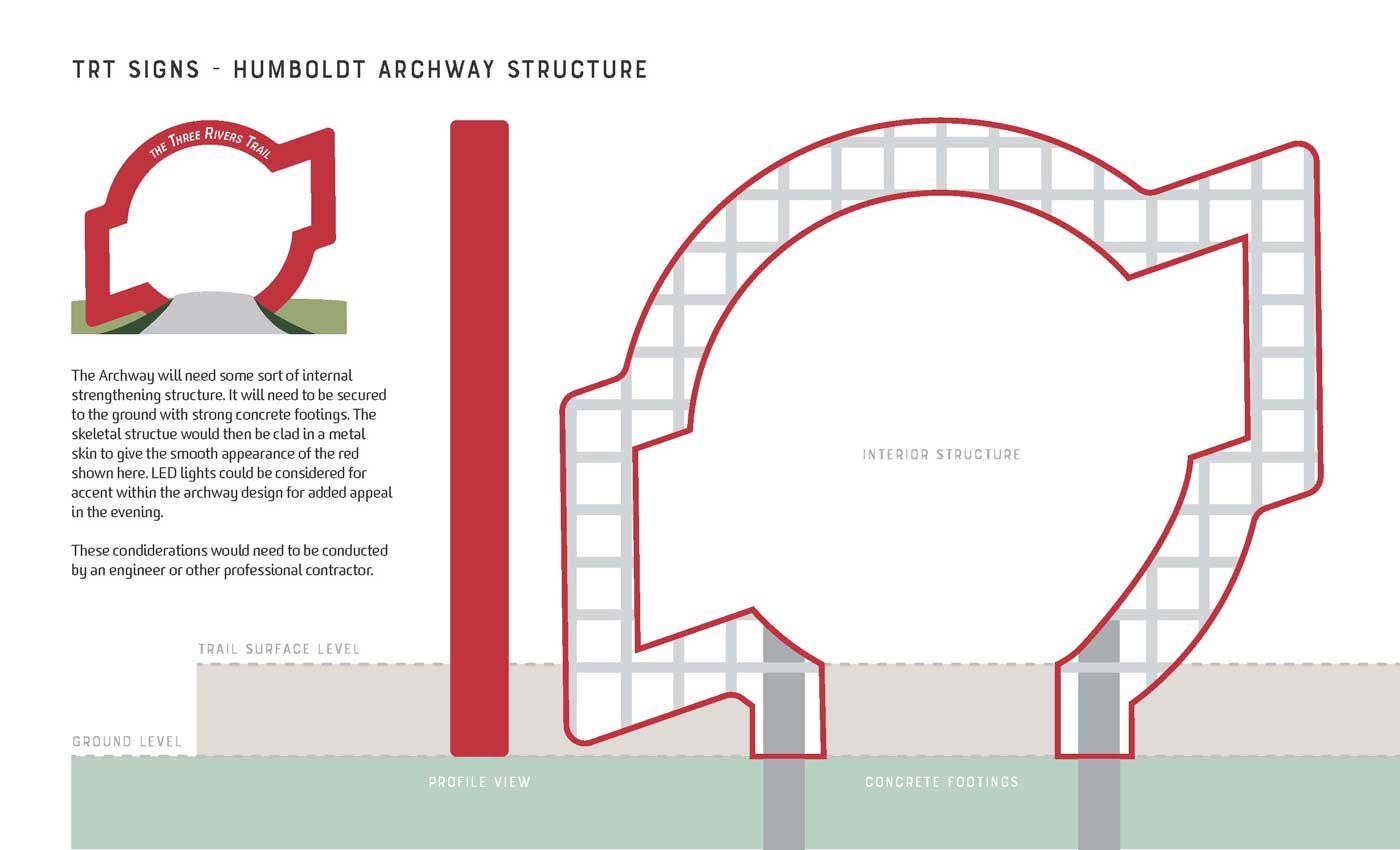 TRT SIGNS - HUMBOLDT ARCHWAY STRUCTURE
THE THREE RIVERS TRAIL
The Archway will need some sort of internal
strengthening structure. It will need to be secured
to the ground with strong concrete footings. The
skeletal structue would then be clad in a metal
skin to give the smooth appearance of the red
shown here. LED lights could be considered for
accent within the archway design for added appeal
in the evening.
These condiderations would need to be conducted
by an engineer or other professional contractor.
INTERIOR STRUCTURE
TRAIL SURFACE LEVEL
GROUND LEVEL
PROFILE VIEW
CONCRETE FOOTINGS